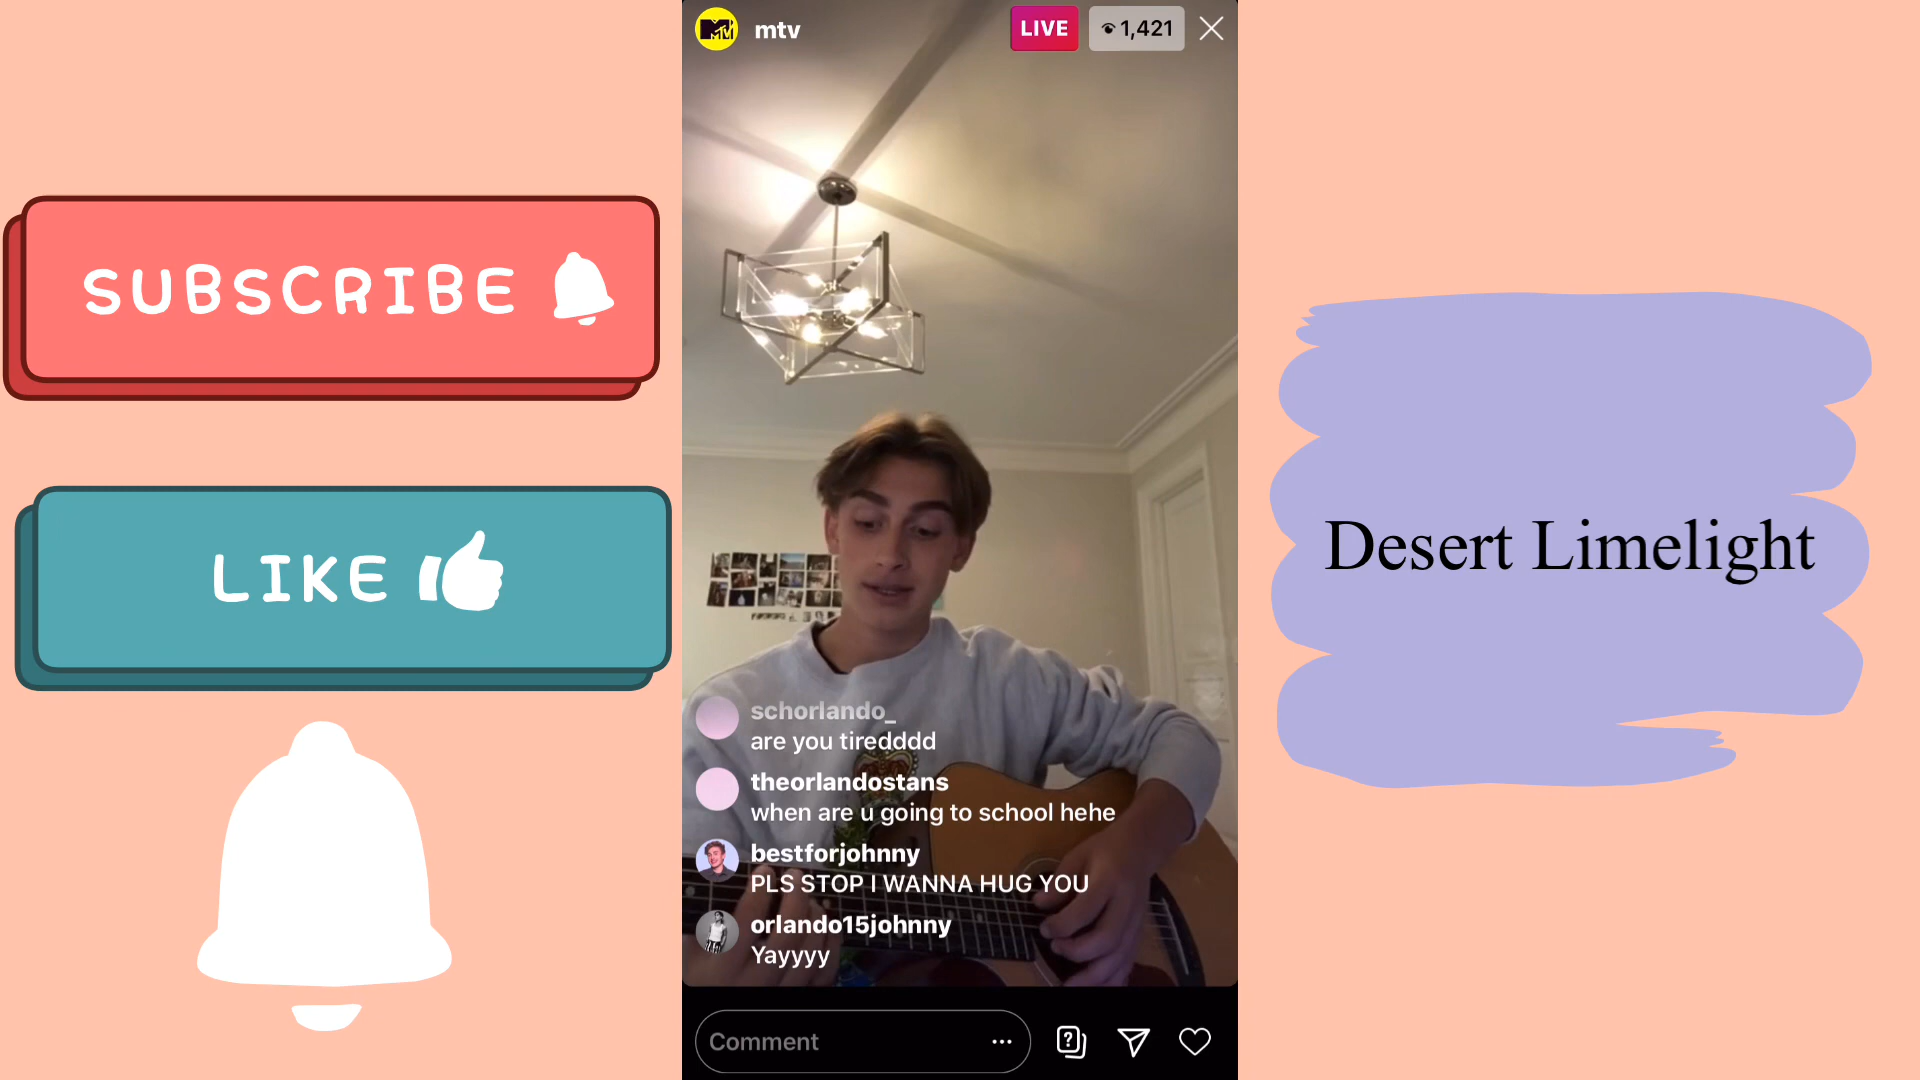 SUBSCRIBE
LIKE
mtv
LIVE
1,421
schorlando_
are you tiredddd
theorlandostans
when are u going to school hehe
bestforjohnny
PLS STOP I WANNA HUG YOU
orlando15johnny
Yayyyy
Comment
Desert Limelight